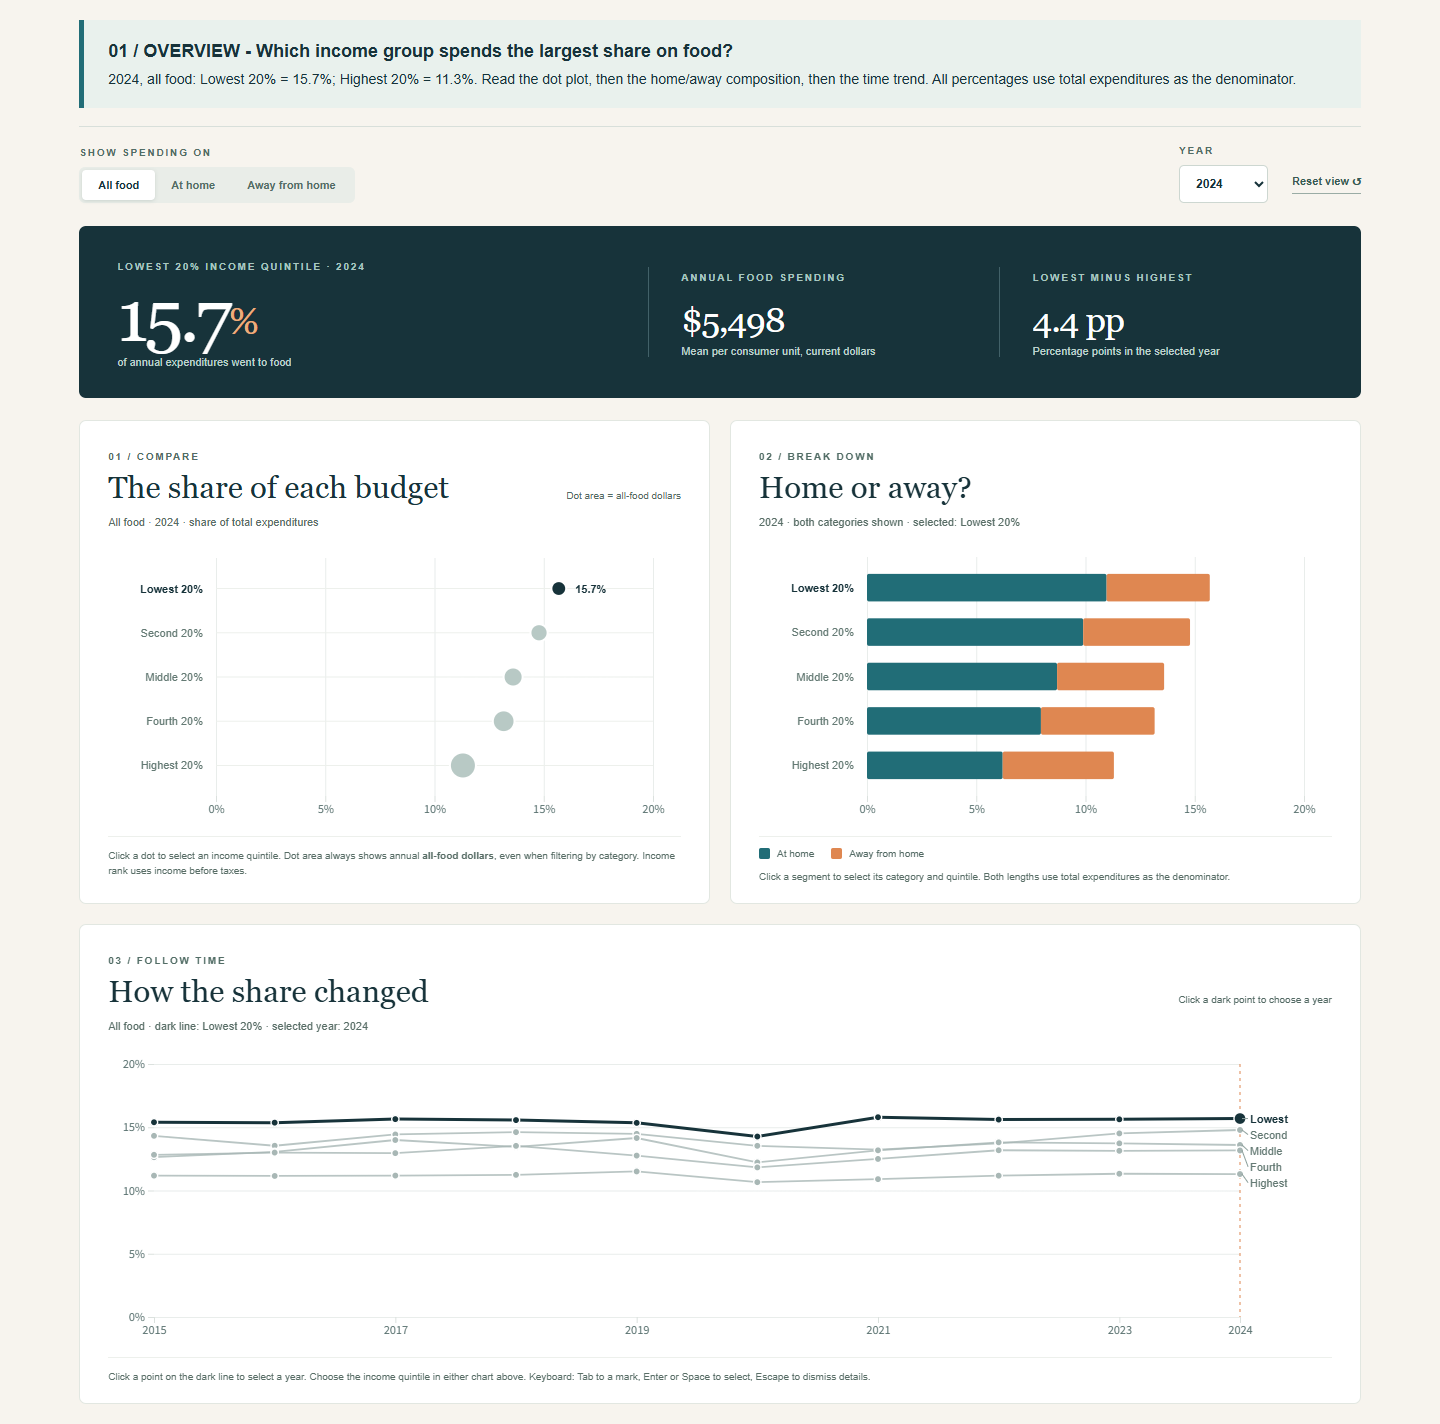 01 / OVERVIEW - Which income group spends the largest share on food?
2024, all food: Lowest 20% = 15.7%; Highest 20% = 11.3%. Read the dot plot, then the home/away composition, then the time trend. All percentages use total expenditures as the denominator.
SHOW SPENDING ON
All food At home Away from home
YEAR
2024
Reset view ↺
LOWEST 20% INCOME QUINTILE · 2024
15.7%
of annual expenditures went to food
ANNUAL FOOD SPENDING
$5,498
Mean per consumer unit, current dollars
LOWEST MINUS HIGHEST
4.4 pp
Percentage points in the selected year
01 / COMPARE
The share of each budget
Dot area = all-food dollars
All food · 2024 · share of total expenditures
Lowest 20%
15.7%
Second 20%
Middle 20%
Fourth 20%
Highest 20%
0% 5% 10% 15% 20%
Click a dot to select an income quintile. Dot area always shows annual all-food dollars, even when filtering by category. Income
rank uses income before taxes.
02 / BREAK DOWN
Home or away?
2024 · both categories shown · selected: Lowest 20%
Lowest 20%
Second 20%
Middle 20%
Fourth 20%
Highest 20%
0% 5% 10% 15% 20%
At home Away from home
Click a segment to select its category and quintile. Both lengths use total expenditures as the denominator.
03 / FOLLOW TIME
How the share changed
Click a dark point to choose a year
All food · dark line: Lowest 20% · selected year: 2024
20%
15%
10%
5%
0%
Lowest
Second
Middle
Fourth
Highest
2015 2017 2019 2021 2023 2024
Click a point on the dark line to select a year. Choose the income quintile in either chart above. Keyboard: Tab to a mark, Enter or Space to select, Escape to dismiss details.